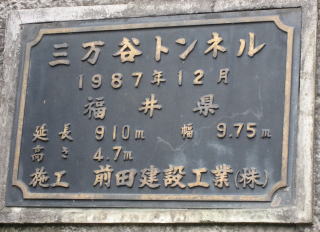 三万谷トンネル
1987年12月
福井県
延長 910m 幅 9.75m
高さ 4.7m
施工 前田建設工業(株)